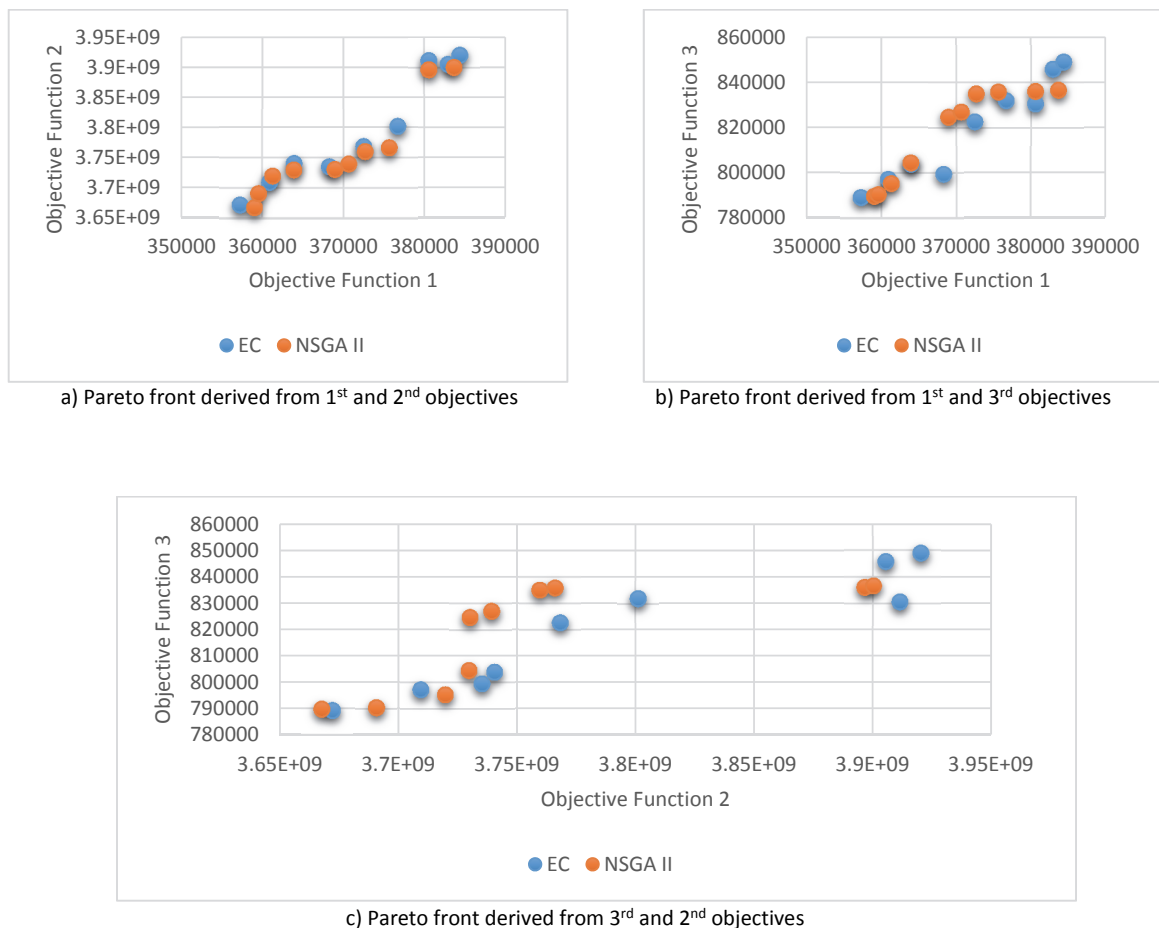 Objective Function 2
3.95E+09
3.9E+09
3.85E+09
3.8E+09
3.75E+09
3.7E+09
3.65E+09
350000 360000 370000 380000 390000
Objective Function 1
EC NSGA II
a) Pareto front derived from 1st and 2nd objectives
Objective Function 3
860000
840000
820000
800000
780000
350000 360000 370000 380000 390000
Objective Function 1
EC NSGA II
b) Pareto front derived from 1st and 3rd objectives
Objective Function 3
860000
850000
840000
830000
820000
810000
800000
790000
780000
3.65E+09 3.7E+09 3.75E+09 3.8E+09 3.85E+09 3.9E+09 3.95E+09
Objective Function 2
EC NSGA II
c) Pareto front derived from 3rd and 2nd objectives